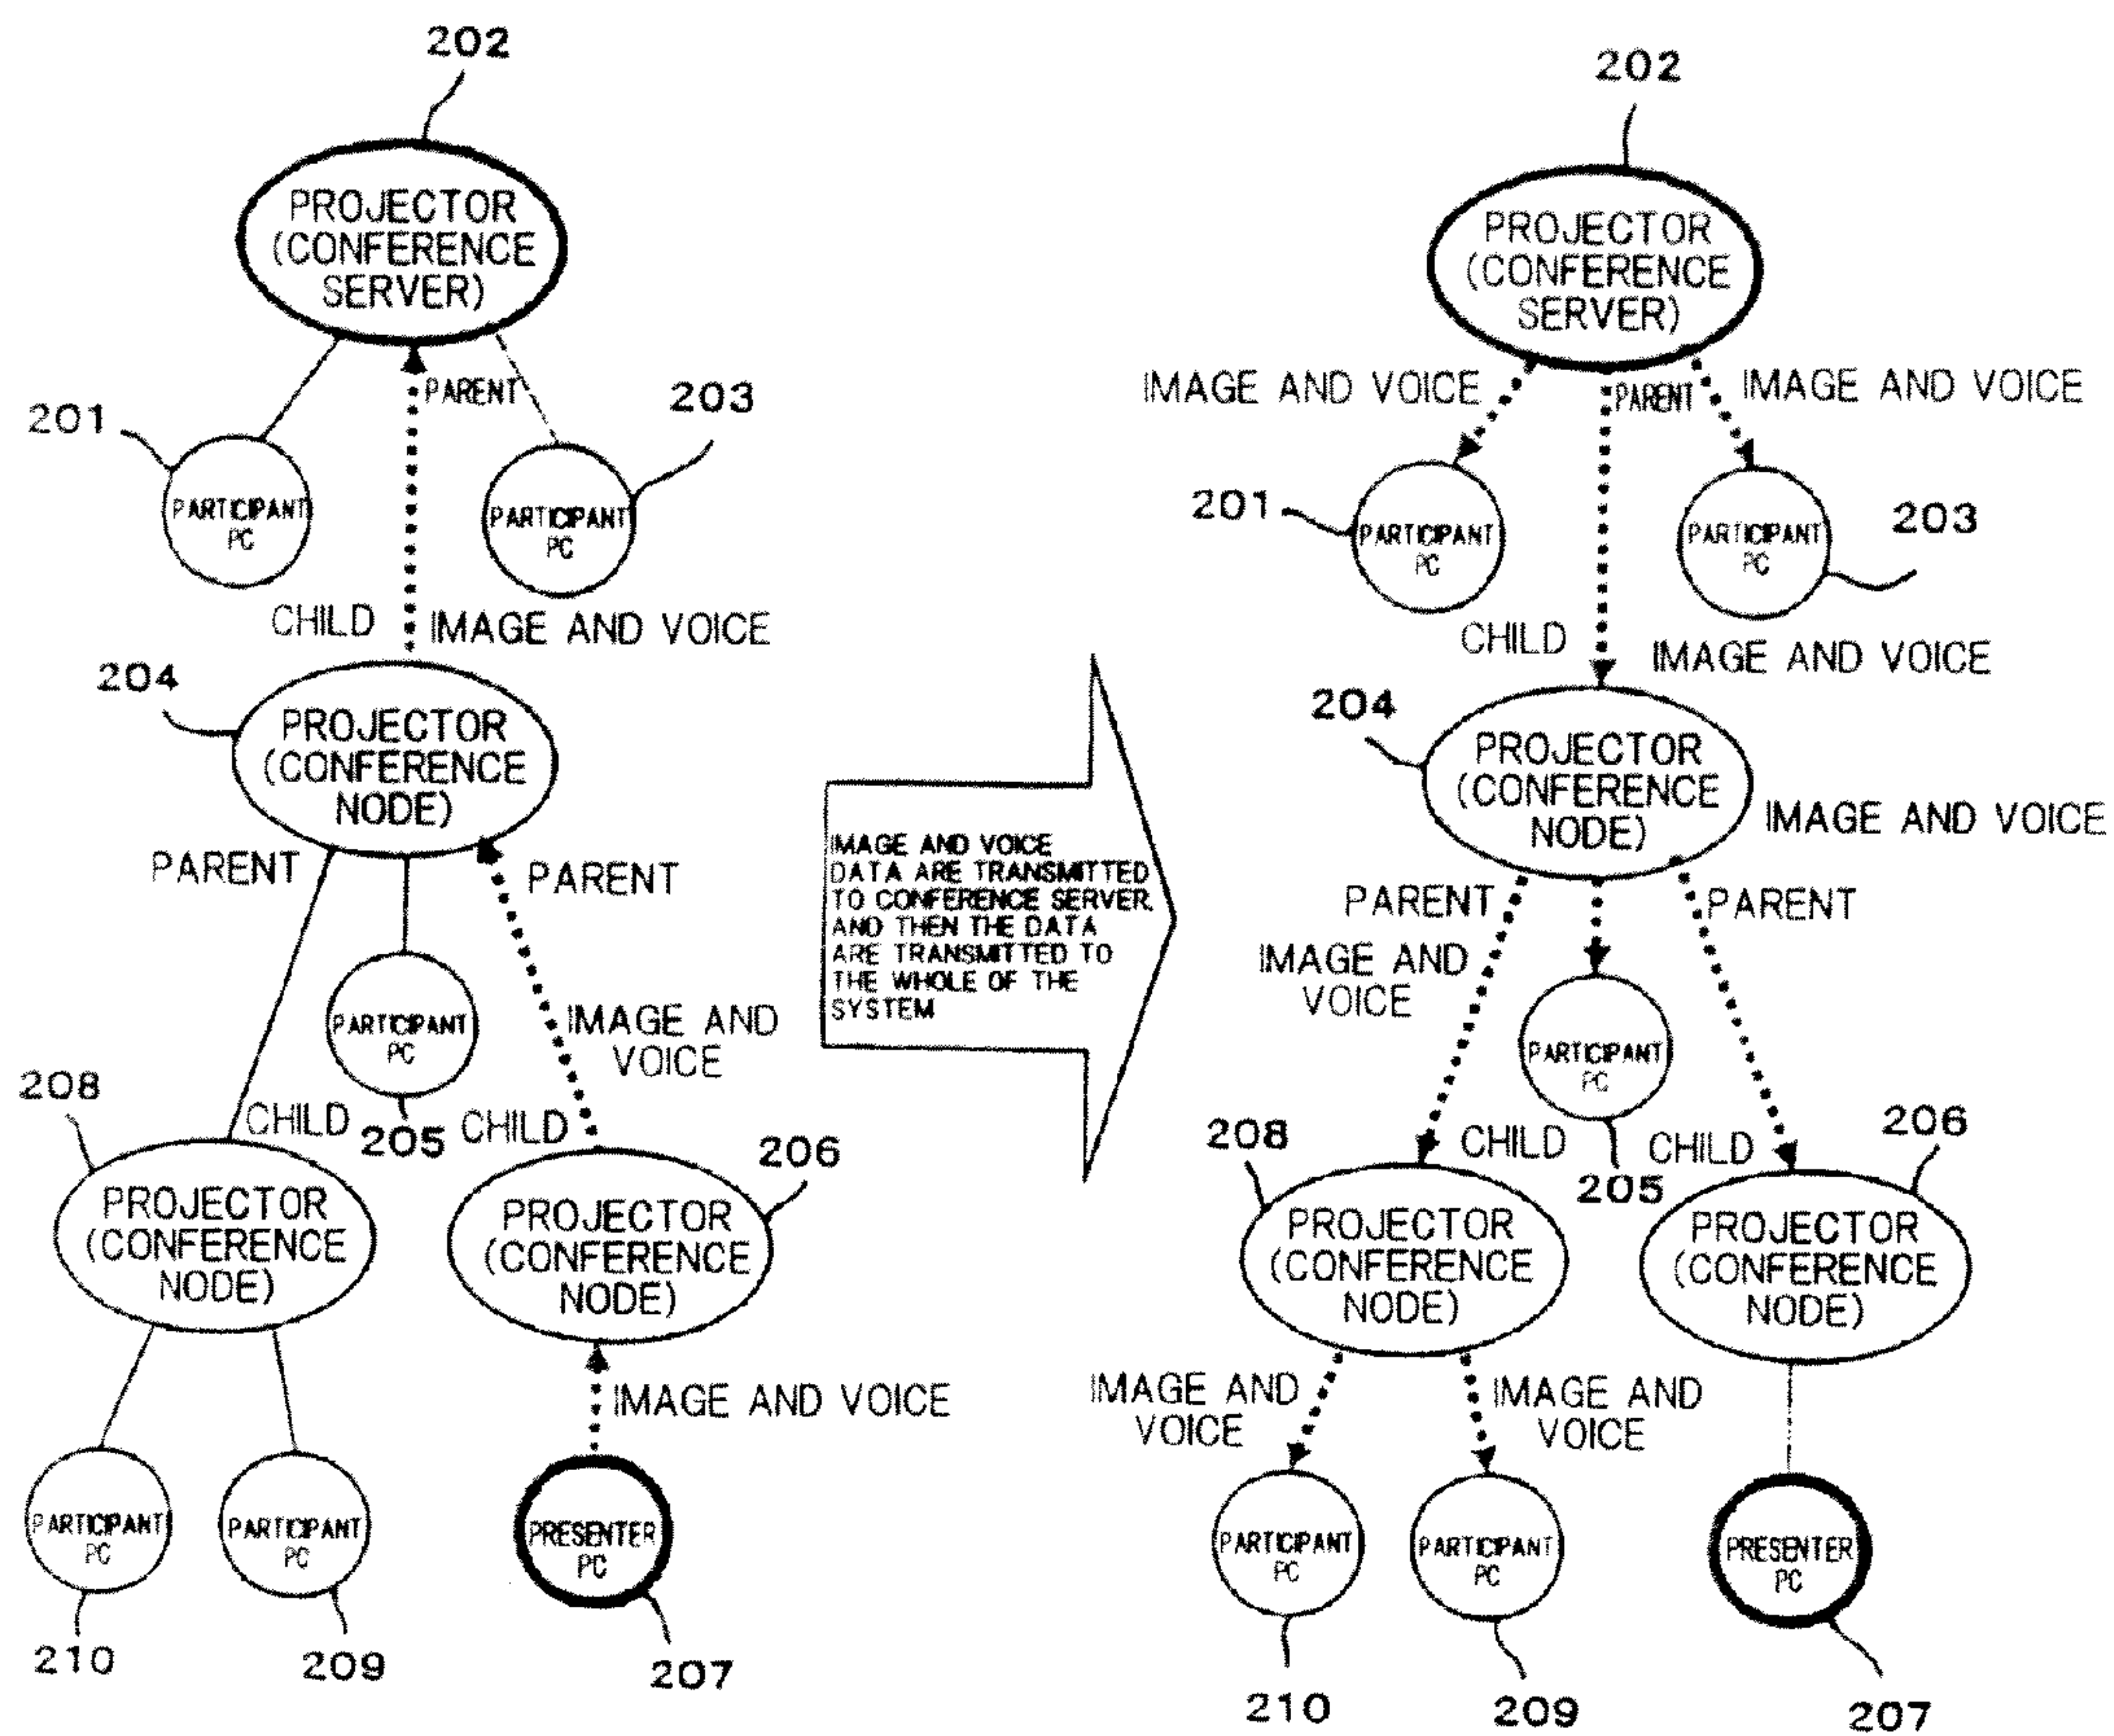 202
PROJECTOR
(CONFERENCE
SERVER)
PARENT
201
203
PARTICIPANT
PC
PARTICIPANT
PC
CHILD
IMAGE AND VOICE
204
PROJECTOR
(CONFERENCE
NODE)
PARENT
PARENT
PARTICIPANT
PC
IMAGE AND
VOICE
208
CHILD
205
CHILD
206
PROJECTOR
(CONFERENCE
NODE)
PROJECTOR
(CONFERENCE
NODE)
IMAGE AND VOICE
PARTICIPANT
PC
PARTICIPANT
PC
PRESENTER
PC
210
209
207
IMAGE AND VOICE
DATA ARE TRANSMITTED
TO CONFERENCE SERVER.
AND THEN THE DATA
ARE TRANSMITTED TO
THE WHOLE OF THE
SYSTEM
202
PROJECTOR
(CONFERENCE
SERVER)
IMAGE AND VOICE
PARENT
IMAGE AND VOICE
201
203
PARTICIPANT
PC
PARTICIPANT
PC
CHILD
IMAGE AND VOICE
204
PROJECTOR
(CONFERENCE
NODE)
IMAGE AND VOICE
PARENT
PARENT
IMAGE AND
VOICE
PARTICIPANT
PC
208
CHILD
205
CHILD
206
PROJECTOR
(CONFERENCE
NODE)
PROJECTOR
(CONFERENCE
NODE)
IMAGE AND
VOICE
IMAGE AND
VOICE
PARTICIPANT
PC
PARTICIPANT
PC
PRESENTER
PC
210
209
207